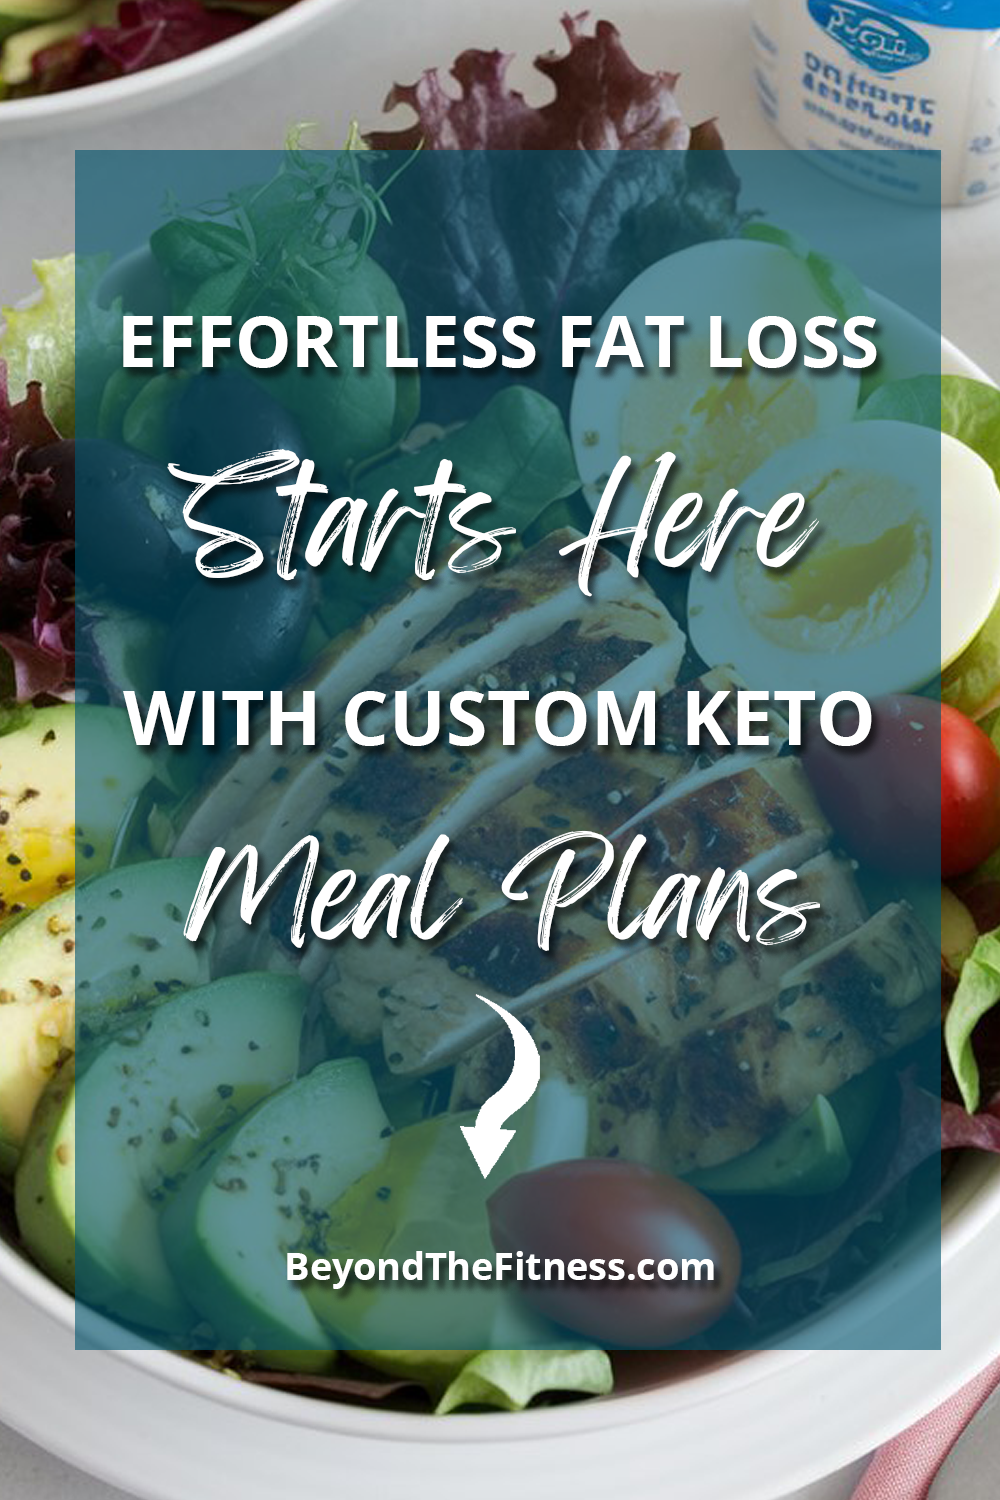 EFFORTLESS FAT LOSS
Starts Here
WITH CUSTOM KETO
Meal Plans
BeyondTheFitness.com